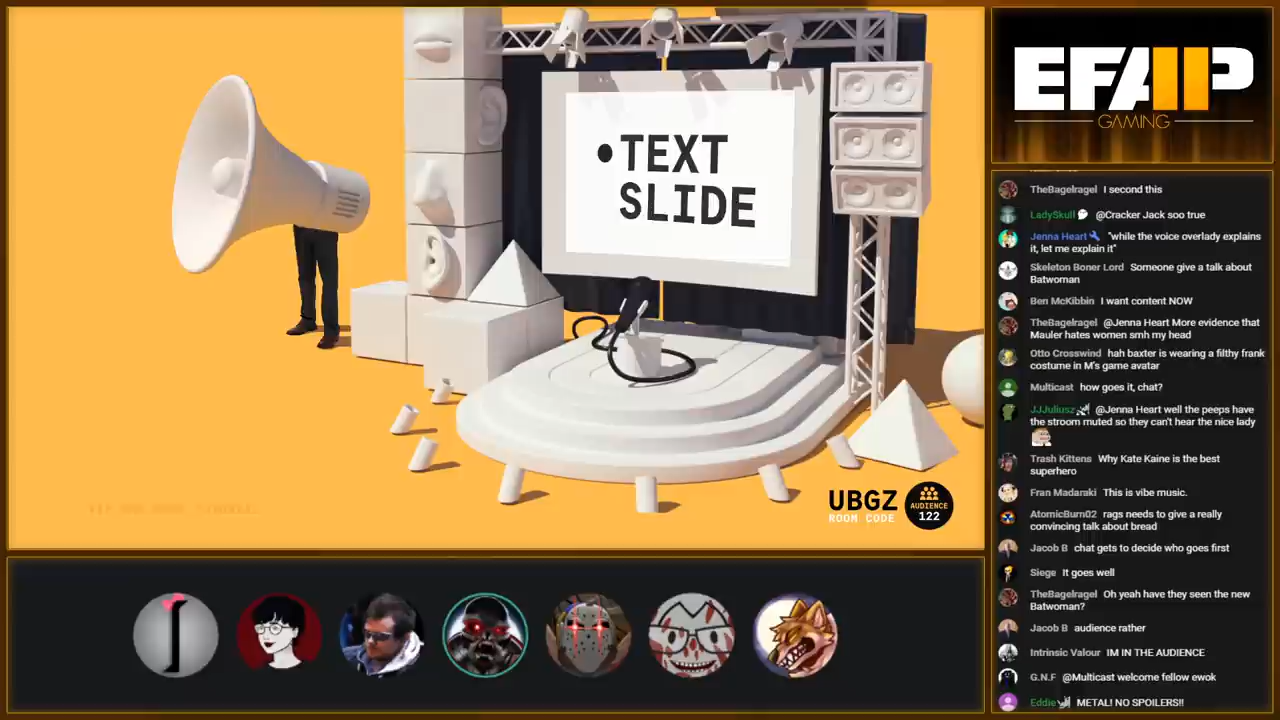 •TEXT
SLIDE
UBGZ
ROOM CODE
AUDIENCE
122
EFAP
GAMING
TheBagelragel I second this
LadySkull @Cracker Jack soo true
Jenna Heart "while the voice overlady explains
it, let me explain it"
Skeleton Boner Lord Someone give a talk about
Batwoman
Ben McKibbin I want content NOW
TheBagelragel @Jenna Heart More evidence that
Mauler hates women smh my head
Otto Crosswind hah baxter is wearing a filthy frank
costume in M's game avatar
Multicast how goes it, chat?
JJJuliusz @Jenna Heart well the peeps have
the stroom muted so they can't hear the nice lady
Trash Kittens Why Kate Kaine is the best
superhero
Fran Madaraki This is vibe music.
AtomicBurn02 rags needs to give a really
convincing talk about bread
Jacob B chat gets to decide who goes first
Siege It goes well
TheBagelragel Oh yeah have they seen the new
Batwoman?
Jacob B audience rather
Intrinsic Valour IM IN THE AUDIENCE
G.N.F @Multicast welcome fellow ewok
Eddie METAL! NO SPOILERS!!